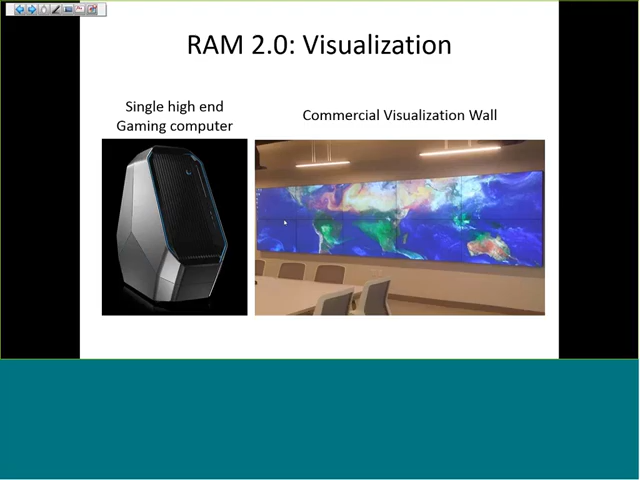 RAM 2.0: Visualization
Single high end
Gaming computer
Commercial Visualization Wall